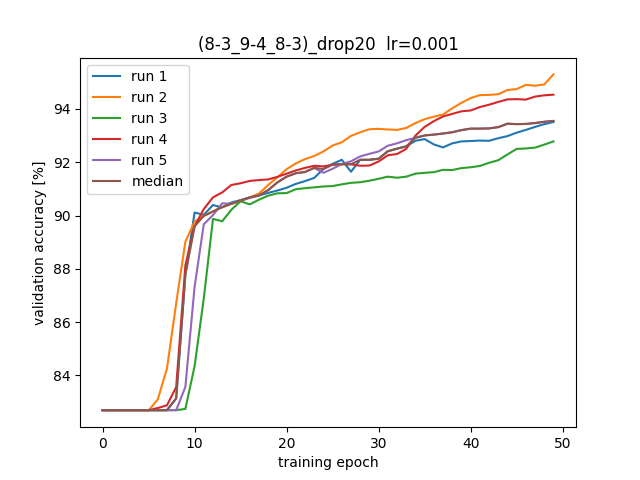 (8-3_9-4_8-3)_drop20  lr=0.001
run 1
run 2
run 3
run 4
run 5
median
validation accuracy [%]
94
92
90
88
86
84
0 10 20 30 40 50
training epoch